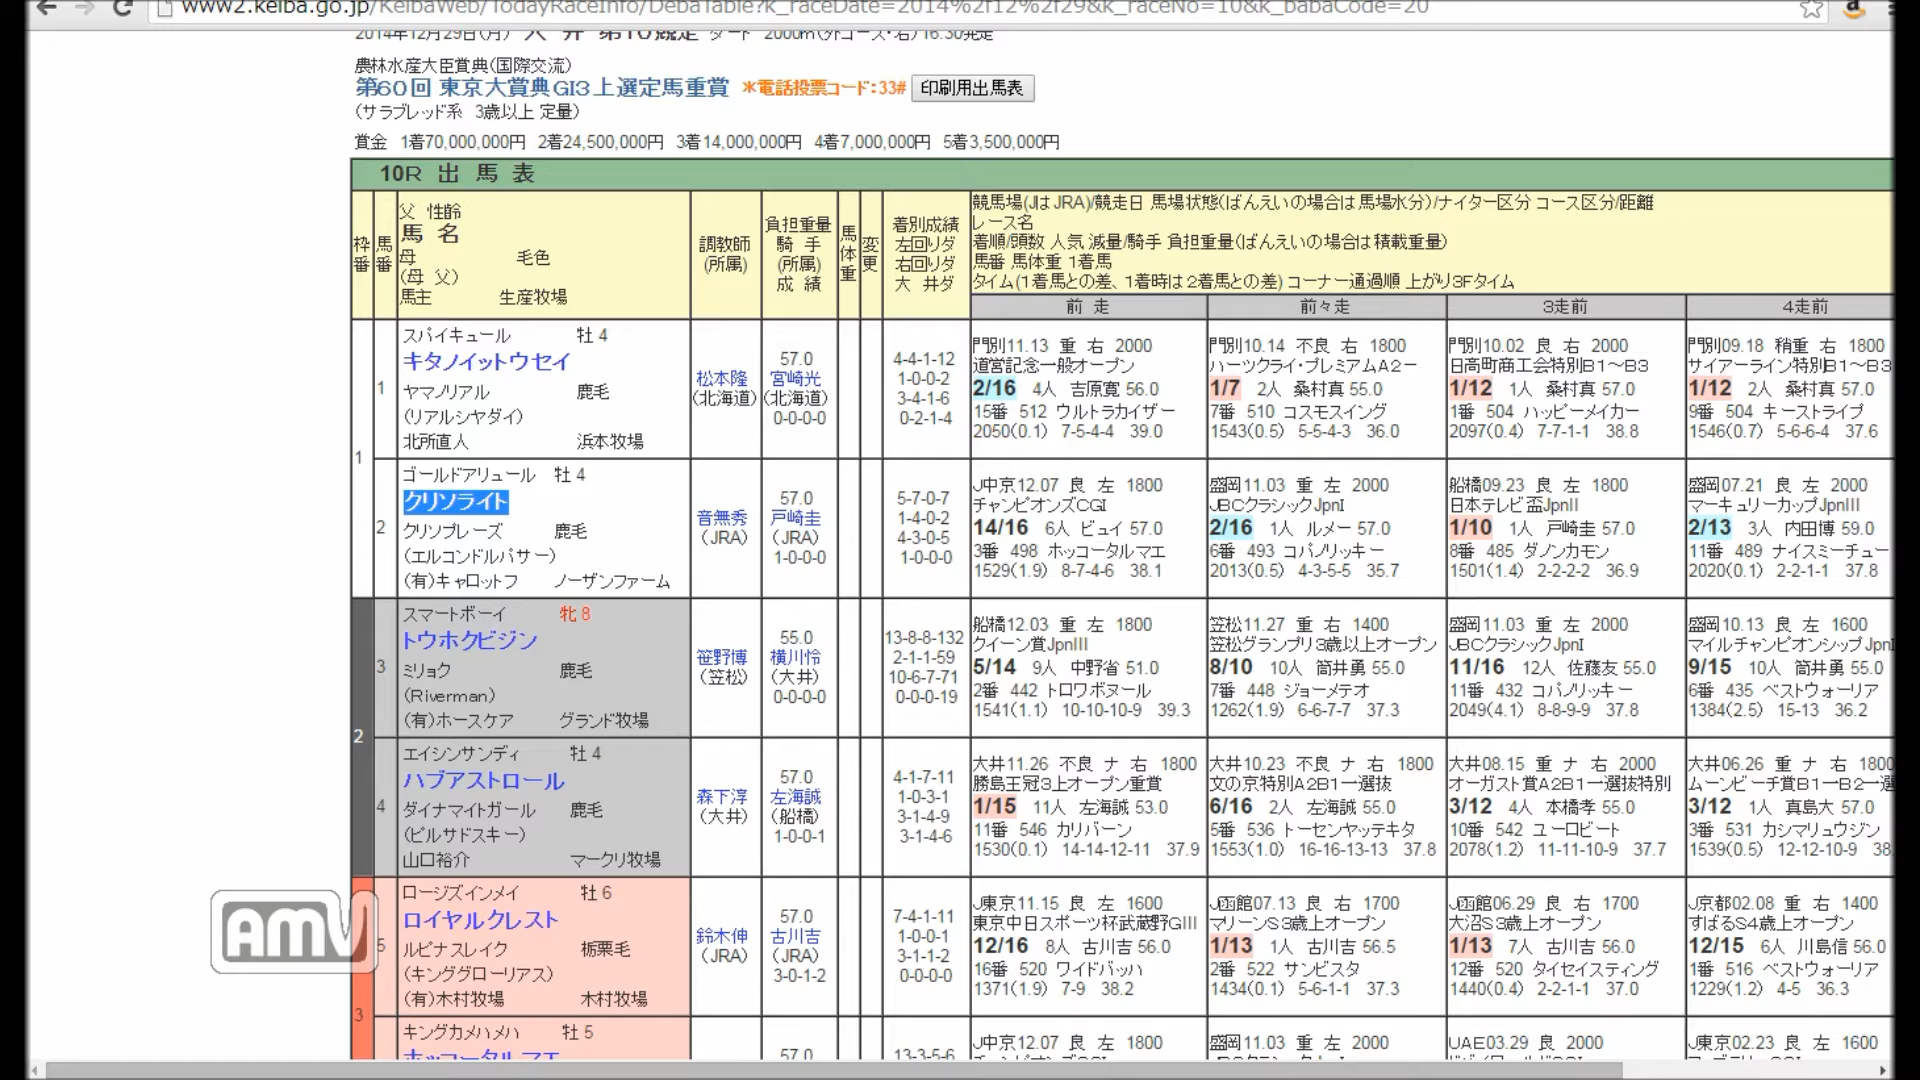 www2.keiba.go.jp/KeibaWeb/TodayRaceInfo/DebaTable?k_raceDate=2014%2f12%2f29&k_raceNo=10&k_babaCode=20
2014年12月29日(月) 大 井 第10競走 ダート 2000m(外コース・右) 16:30発走
農林水産大臣賞典(国際交流)
第60回 東京大賞典GI3上選定馬重賞 ＊電話投票コード：33# 印刷用出馬表
(サラブレッド系 3歳以上 定量)
賞金 1着70,000,000円 2着24,500,000円 3着14,000,000円 4着7,000,000円 5着3,500,000円
10R 出 馬 表
枠番 馬番
父 性齢
馬 名
母 毛色
(母 父)
馬主 生産牧場
調教師
(所属)
負担重量
騎 手
(所属)
成 績
馬体重
変更
着別成績
左回りダ
右回りダ
大 井ダ
競馬場(JはJRA)/競走日 馬場状態(ばんえいの場合は馬場水分)/ナイター区分 コース区分/距離
レース名
着順/頭数 人気 減量/騎手 負担重量(ばんえいの場合は積載重量)
馬番 馬体重 1着馬
タイム(1着馬との差、1着時は2着馬との差) コーナー通過順 上がり3Fタイム
前 走 前々走 3走前 4走前
1
1
スパイキュール 牡 4
キタノイットウセイ
ヤマノリアル 鹿毛
(リアルシヤダイ)
北所直人 浜本牧場
松本隆
(北海道)
57.0
宮崎光
(北海道)
0-0-0-0
4-4-1-12
1-0-0-2
3-4-1-6
0-2-1-4
門別11.13 重 右 2000
道営記念一般オープン
2/16 4人 吉原寛 56.0
15番 512 ウルトラカイザー
2050(0.1) 7-5-4-4 39.0
門別10.14 不良 右 1800
ハーツクライ・プレミアムA2－
1/7 2人 桑村真 55.0
7番 510 コスモスイング
1543(0.5) 5-5-4-3 36.0
門別10.02 良 右 2000
日高町商工会特別B1～B3
1/12 1人 桑村真 57.0
1番 504 ハッピーメイカー
2097(0.4) 7-7-1-1 38.8
門別09.18 稍重 右 1800
サイアーライン特別B1～B3
1/12 2人 桑村真 57.0
9番 504 キーストライプ
1546(0.7) 5-6-6-4 37.6
2
ゴールドアリュール 牡 4
クリソライト
クリソプレーズ 鹿毛
(エルコンドルパサー)
(有)キャロットフ ノーザンファーム
音無秀
(JRA)
57.0
戸崎圭
(JRA)
1-0-0-0
5-7-0-7
1-4-0-2
4-3-0-5
1-0-0-0
J中京12.07 良 左 1800
チャンピオンズCGI
14/16 6人 ビュイ 57.0
3番 498 ホッコータルマエ
1529(1.9) 8-7-4-6 38.1
盛岡11.03 重 左 2000
JBCクラシックJpnI
2/16 1人 ルメー 57.0
6番 493 コパノリッキー
2013(0.5) 4-3-5-5 35.7
船橋09.23 良 左 1800
日本テレビ盃JpnII
1/10 1人 戸崎圭 57.0
8番 485 ダノンカモン
1501(1.4) 2-2-2-2 36.9
盛岡07.21 良 左 2000
マーキュリーカップJpnIII
2/13 3人 内田博 59.0
11番 489 ナイスミーチュー
2020(0.1) 2-2-1-1 37.8
2
3
スマートボーイ 牝 8
トウホクビジン
ミリョク 鹿毛
(Riverman)
(有)ホースケア グランド牧場
笹野博
(笠松)
55.0
横川怜
(大井)
0-0-0-0
13-8-8-132
2-1-1-59
10-6-7-71
0-0-0-19
船橋12.03 重 左 1800
クイーン賞JpnIII
5/14 9人 中野省 51.0
2番 442 トロワボヌール
1541(1.1) 10-10-10-9 39.3
笠松11.27 重 右 1400
笠松グランプリ3歳以上オープン
8/10 10人 筒井勇 55.0
7番 448 ジョーメテオ
1262(1.9) 6-6-7-7 37.3
盛岡11.03 重 左 2000
JBCクラシックJpnI
11/16 12人 佐藤友 55.0
11番 432 コパノリッキー
2049(4.1) 8-8-9-9 37.8
盛岡10.13 良 左 1600
マイルチャンピオンシップJpnI
9/15 10人 筒井勇 55.0
6番 435 ベストウォーリア
1384(2.5) 15-13 36.2
4
エイシンサンディ 牡 4
ハブアストロール
ダイナマイトガール 鹿毛
(ビルサドスキー)
山口裕介 マークリ牧場
森下淳
(大井)
57.0
左海誠
(船橋)
1-0-0-1
4-1-7-11
1-0-3-1
3-1-4-9
3-1-4-6
大井11.26 不良 ナ 右 1800
勝島王冠3上オープン重賞
1/15 11人 左海誠 53.0
11番 546 カリバーン
1530(0.1) 14-14-12-11 37.9
大井10.23 不良 ナ 右 1800
文の京特別A2B1一選抜
6/16 2人 左海誠 55.0
5番 536 トーセンヤッテキタ
1553(1.0) 16-16-13-13 37.8
大井08.15 重 ナ 右 2000
オーガスト賞A2B1一選抜特別
3/12 4人 本橋孝 55.0
10番 542 ユーロビート
2078(1.2) 11-11-10-9 37.7
大井06.26 重 ナ 右 1800
ムーンビーチ賞B1－B2一選
3/12 1人 真島大 57.0
3番 531 カシマリュウジン
1539(0.5) 12-12-10-9 38.
3
5
ロージズインメイ 牡 6
ロイヤルクレスト
ルビナスレイク 栃栗毛
(キンググローリアス)
(有)木村牧場 木村牧場
鈴木伸
(JRA)
57.0
古川吉
(JRA)
3-0-1-2
7-4-1-11
1-0-0-1
3-1-1-2
0-0-0-0
J東京11.15 良 左 1600
東京中日スポーツ杯武蔵野GIII
12/16 8人 古川吉 56.0
16番 520 ワイドバッハ
1371(1.9) 7-9 38.2
J函館07.13 良 右 1700
マリーンS3歳上オープン
1/13 1人 古川吉 56.5
2番 522 サンビスタ
1434(0.1) 5-6-1-1 37.3
J函館06.29 良 右 1700
大沼S3歳上オープン
1/13 7人 古川吉 56.0
12番 520 タイセイスティング
1440(0.4) 2-2-1-1 37.0
J京都02.08 重 右 1400
すばるS4歳上オープン
12/15 6人 川島信 56.0
1番 516 ベストウォーリア
1229(1.2) 4-5 36.3
キングカメハメハ 牡 5
ホッコータルマエ
57.0
13-3-5-6
J中京12.07 良 左 1800
盛岡11.03 重 左 2000
UAE03.29 良 2000
J東京02.23 良 左 1600
AMV